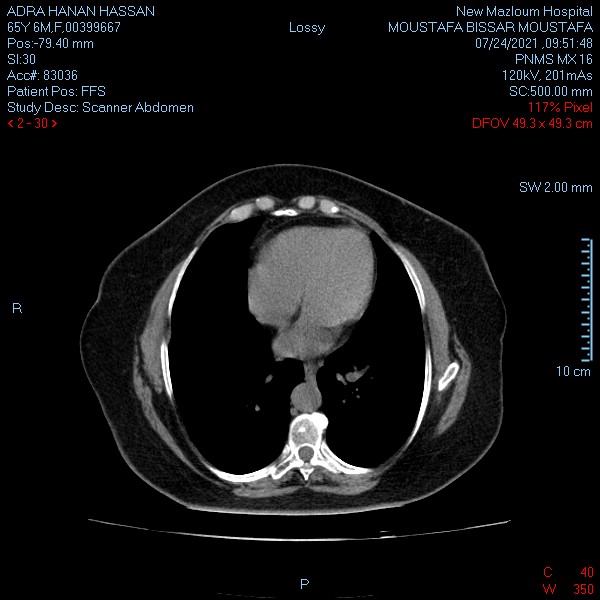 ADRA HANAN HASSAN
65Y 6M,F,00399667
Pos:-79.40 mm
SI:30
Acc#: 83036
Patient Pos: FFS
Study Desc: Scanner Abdomen
< 2 - 30 >
Lossy
New Mazloum Hospital
MOUSTAFA BISSAR MOUSTAFA
07/24/2021 ,09:51:48
PNMS MX 16
120kV, 201mAs
SC:500.00 mm
117% Pixel
DFOV 49.3 x 49.3 cm
SW 2.00 mm
R
10 cm
P
C 40
W 350